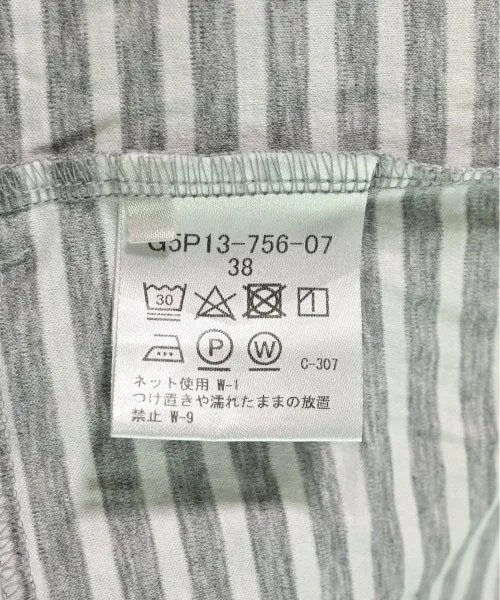 G5P13-756-07
38
30
P W C-307
ネット使用 W-1
つけ置きや濡れたままの放置
禁止 W-9